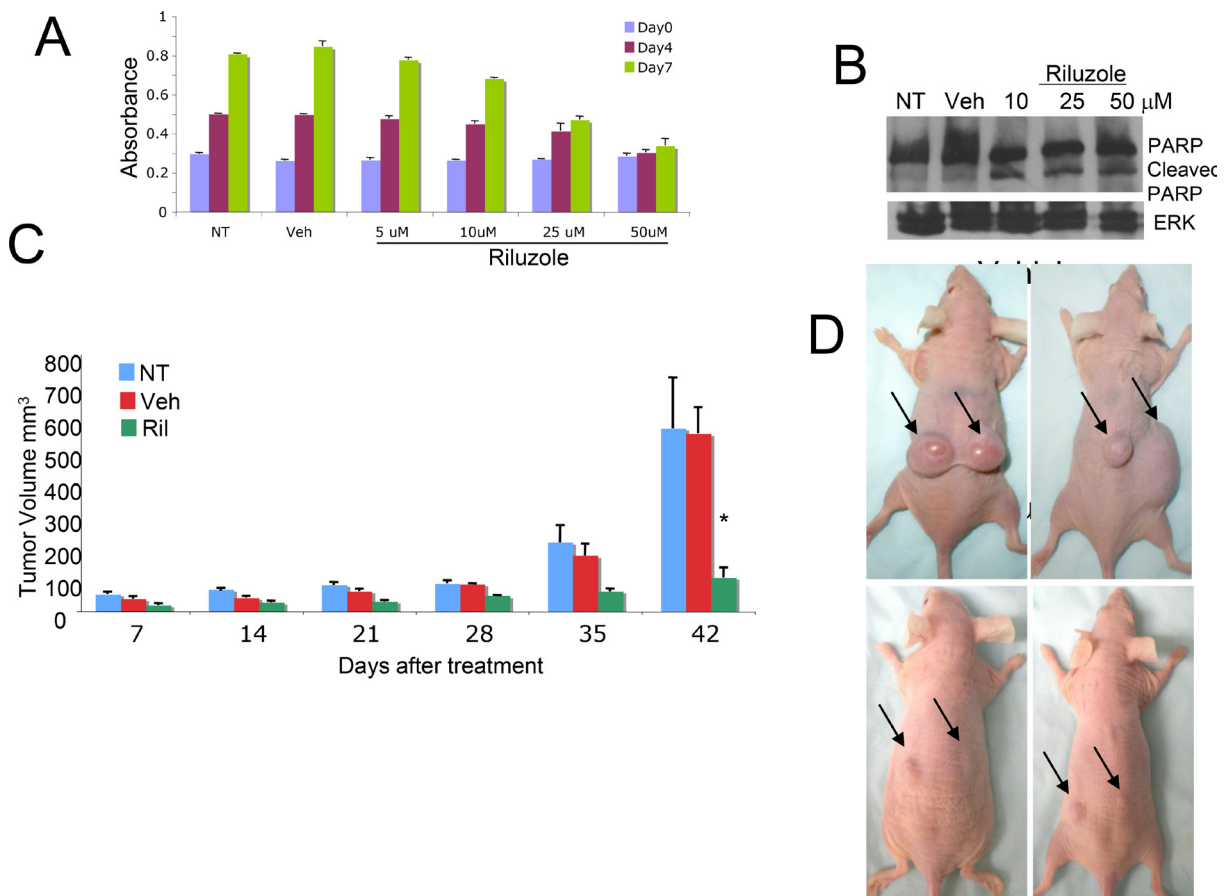 A
1
0.8
0.6
0.4
0.2
0
Absorbance
Day0
Day4
Day7
NT Veh 5 uM 10uM 25 uM 50uM
Riluzole
B
Riluzole
NT Veh 10 25 50 μM
PARP
Cleaved
PARP
ERK
C
800
700
600
500
400
300
200
100
0
Tumor Volume mm³
NT
Veh
Ril
*
7 14 21 28 35 42
Days after treatment
D